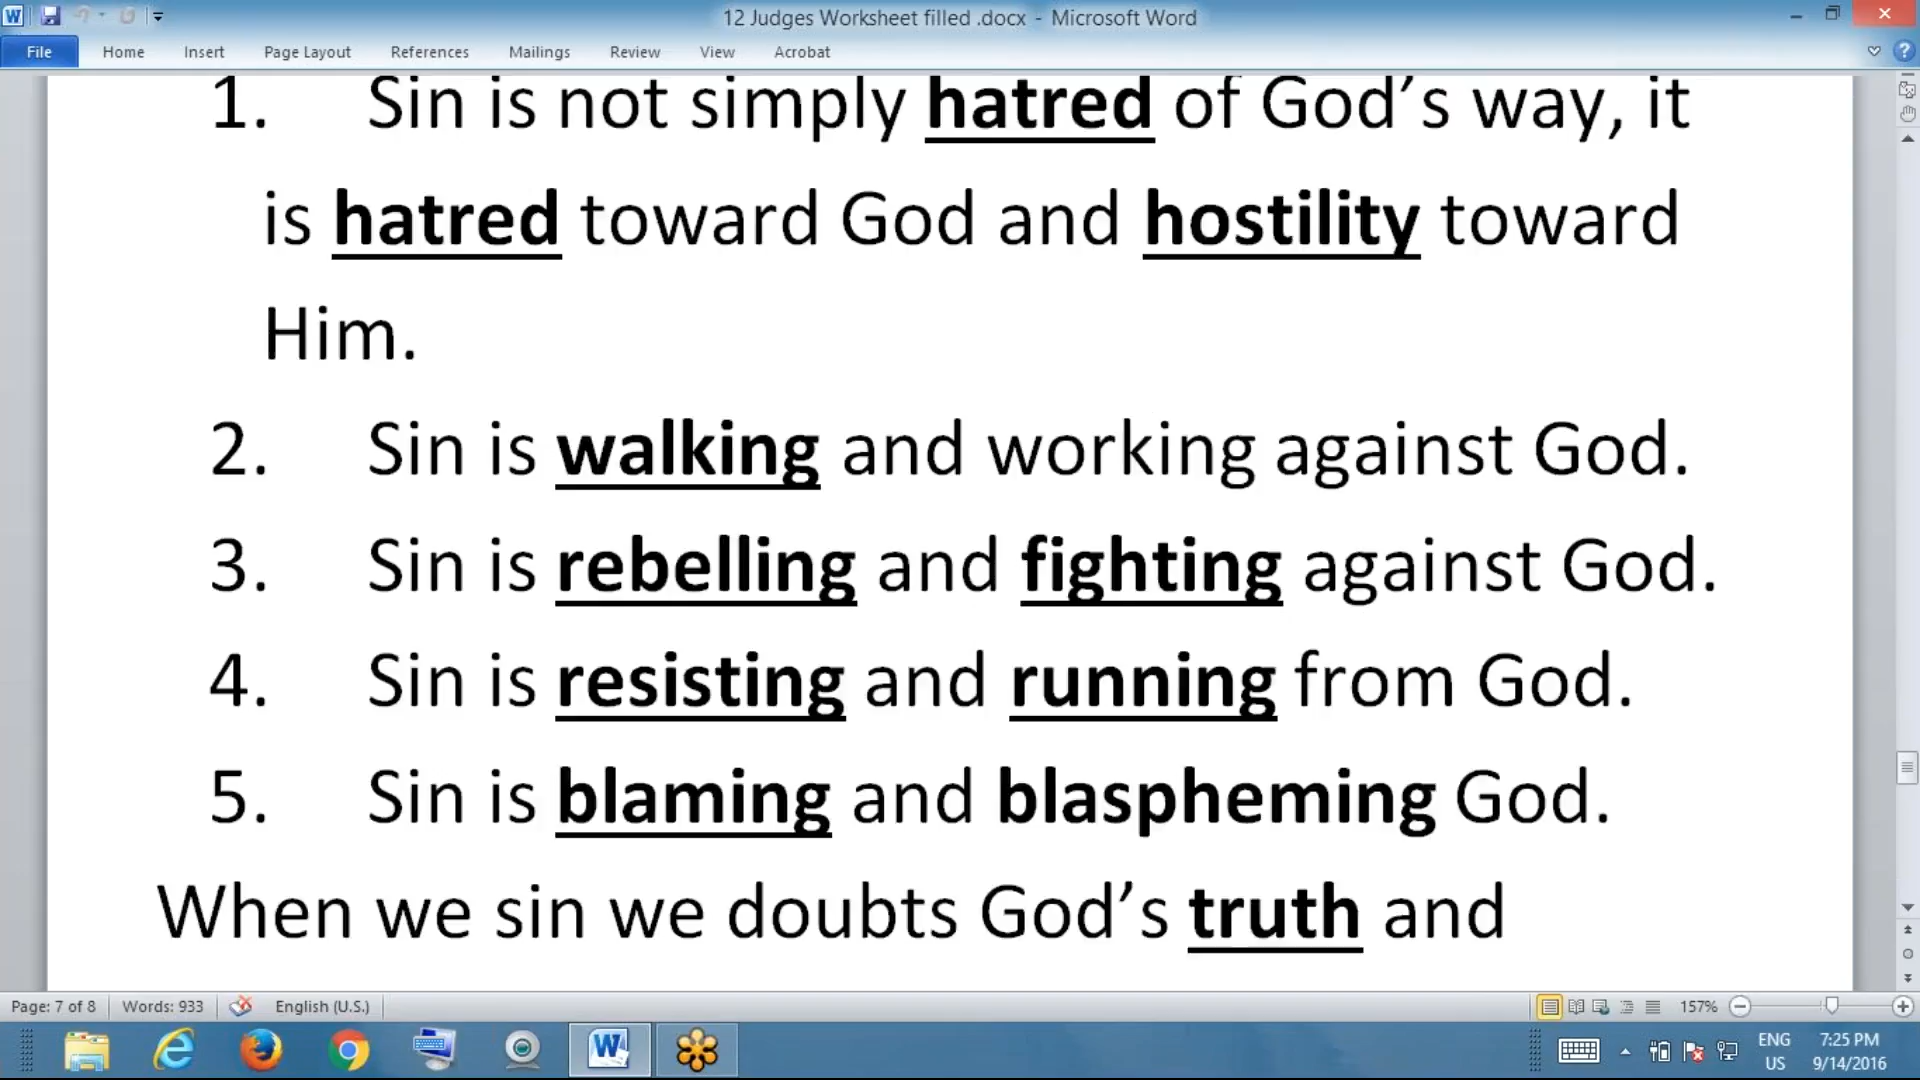 12 Judges Worksheet filled .docx - Microsoft Word
File Home Insert Page Layout References Mailings Review View Acrobat
1. Sin is not simply hatred of God’s way, it
is hatred toward God and hostility toward
Him.
2. Sin is walking and working against God.
3. Sin is rebelling and fighting against God.
4. Sin is resisting and running from God.
5. Sin is blaming and blaspheming God.
When we sin we doubts God’s truth and
Page: 7 of 8 Words: 933 English (U.S.) 157%
ENG 7:25 PM
US 9/14/2016